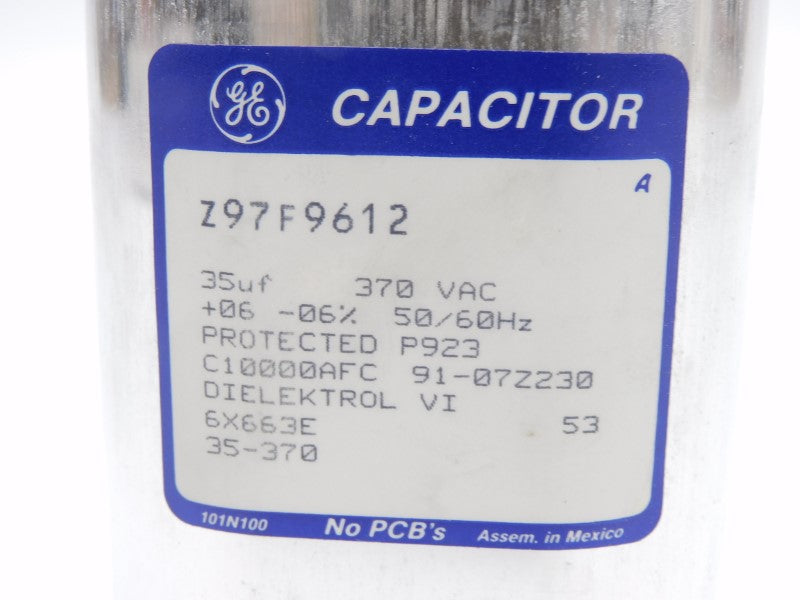 GE CAPACITOR
A
Z97F9612
35uf 370 VAC
+06 -06% 50/60Hz
PROTECTED P923
C10000AFC 91-07Z230
DIELEKTROL VI
6X663E 53
35-370
101N100 No PCB's Assem. in Mexico